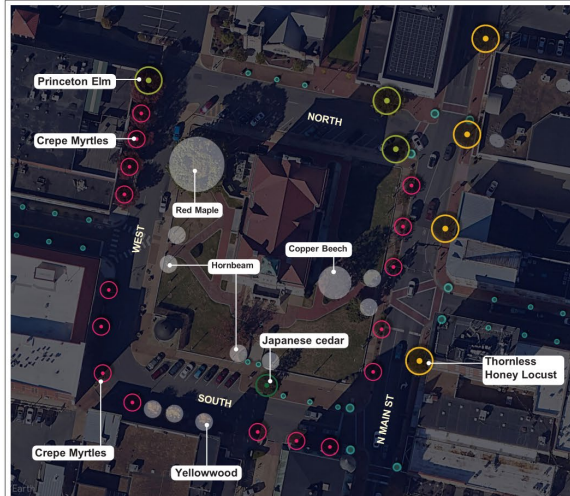 Princeton Elm
NORTH
Crepe Myrtles
Red Maple
WEST
Copper Beech
Hornbeam
Japanese cedar
Thornless
Honey Locust
SOUTH
N MAIN ST
Crepe Myrtles
Yellowwood
Earth